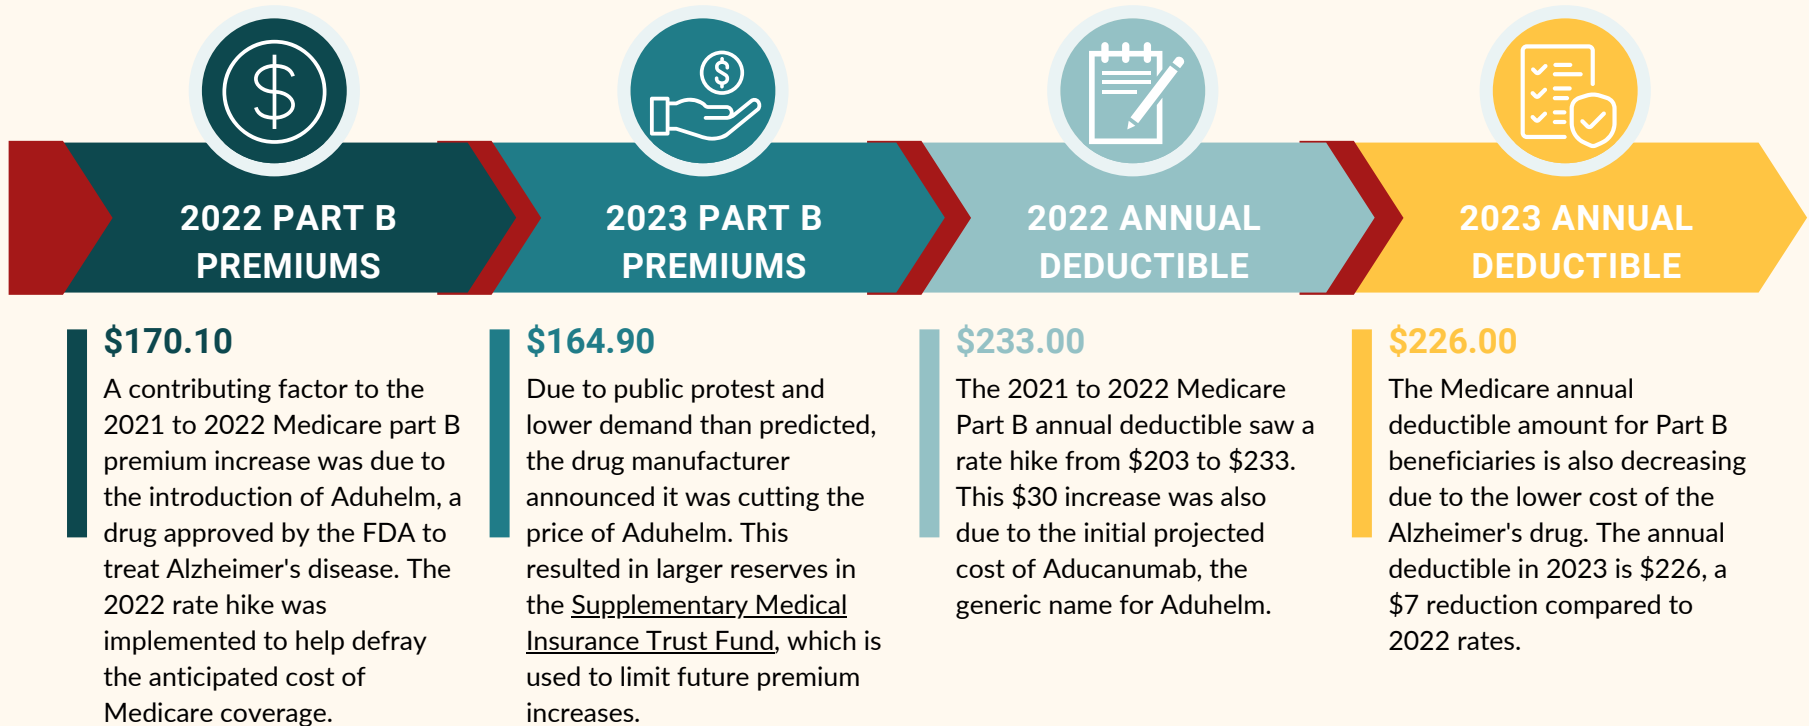 2022 PART B
PREMIUMS
$170.10
A contributing factor to the
2021 to 2022 Medicare part B
premium increase was due to
the introduction of Aduhelm, a
drug approved by the FDA to
treat Alzheimer's disease. The
2022 rate hike was
implemented to help defray
the anticipated cost of
Medicare coverage.
2023 PART B
PREMIUMS
$164.90
Due to public protest and
lower demand than predicted,
the drug manufacturer
announced it was cutting the
price of Aduhelm. This
resulted in larger reserves in
the Supplementary Medical
Insurance Trust Fund, which is
used to limit future premium
increases.
2022 ANNUAL
DEDUCTIBLE
$233.00
The 2021 to 2022 Medicare
Part B annual deductible saw a
rate hike from $203 to $233.
This $30 increase was also
due to the initial projected
cost of Aducanumab, the
generic name for Aduhelm.
2023 ANNUAL
DEDUCTIBLE
$226.00
The Medicare annual
deductible amount for Part B
beneficiaries is also decreasing
due to the lower cost of the
Alzheimer's drug. The annual
deductible in 2023 is $226, a
$7 reduction compared to
2022 rates.